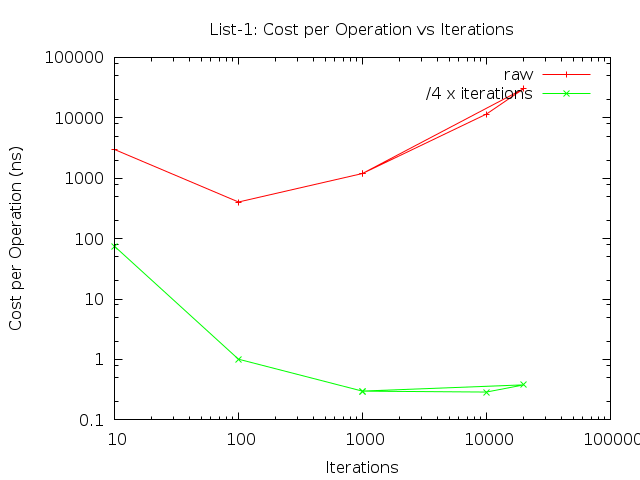 List-1: Cost per Operation vs Iterations
raw
/4 x iterations
Cost per Operation (ns)
100000
10000
1000
100
10
1
0.1
10 100 1000 10000 100000
Iterations